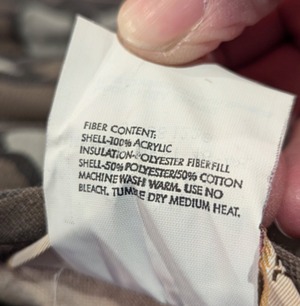 FIBER CONTENT:
SHELL-100% ACRYLIC
INSULATION-POLYESTER FIBERFILL
SHELL-50% POLYESTER/50% COTTON
MACHINE WASH WARM. USE NO
BLEACH. TUMBLE DRY MEDIUM HEAT.